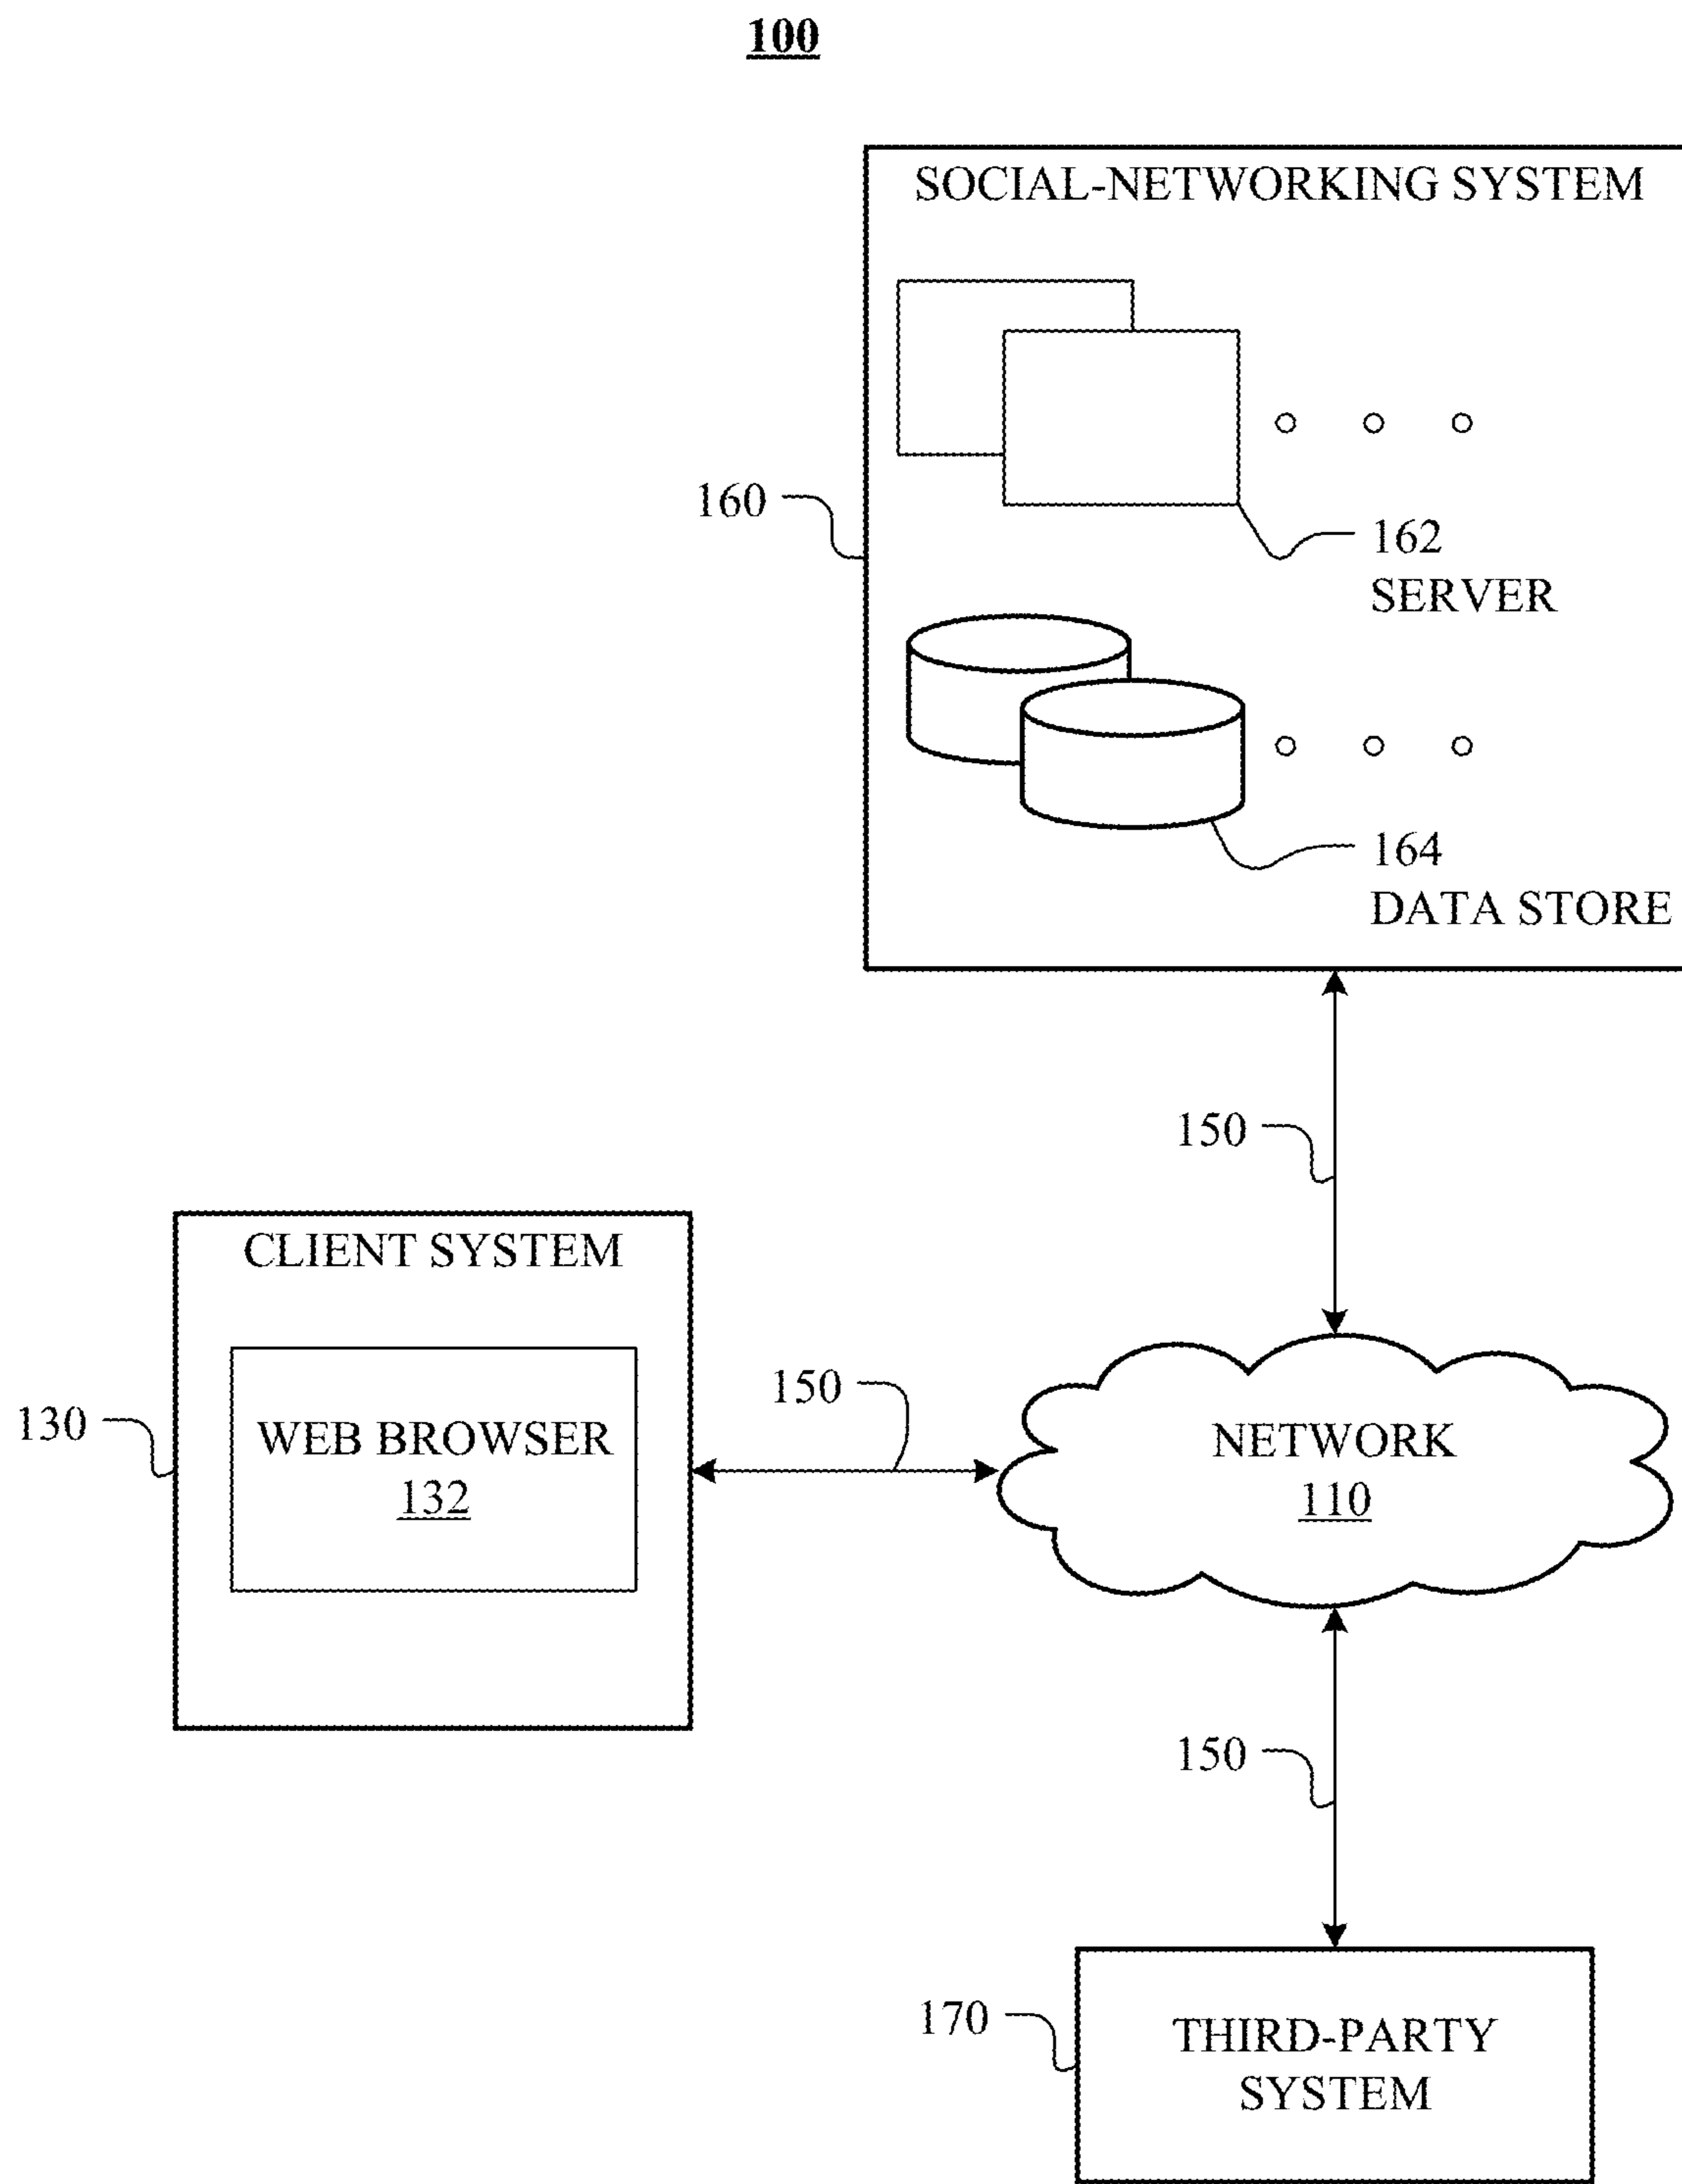 100
SOCIAL-NETWORKING SYSTEM
160
162
SERVER
164
DATA STORE
150
CLIENT SYSTEM
130
WEB BROWSER
132
150
NETWORK
110
150
170
THIRD-PARTY
SYSTEM